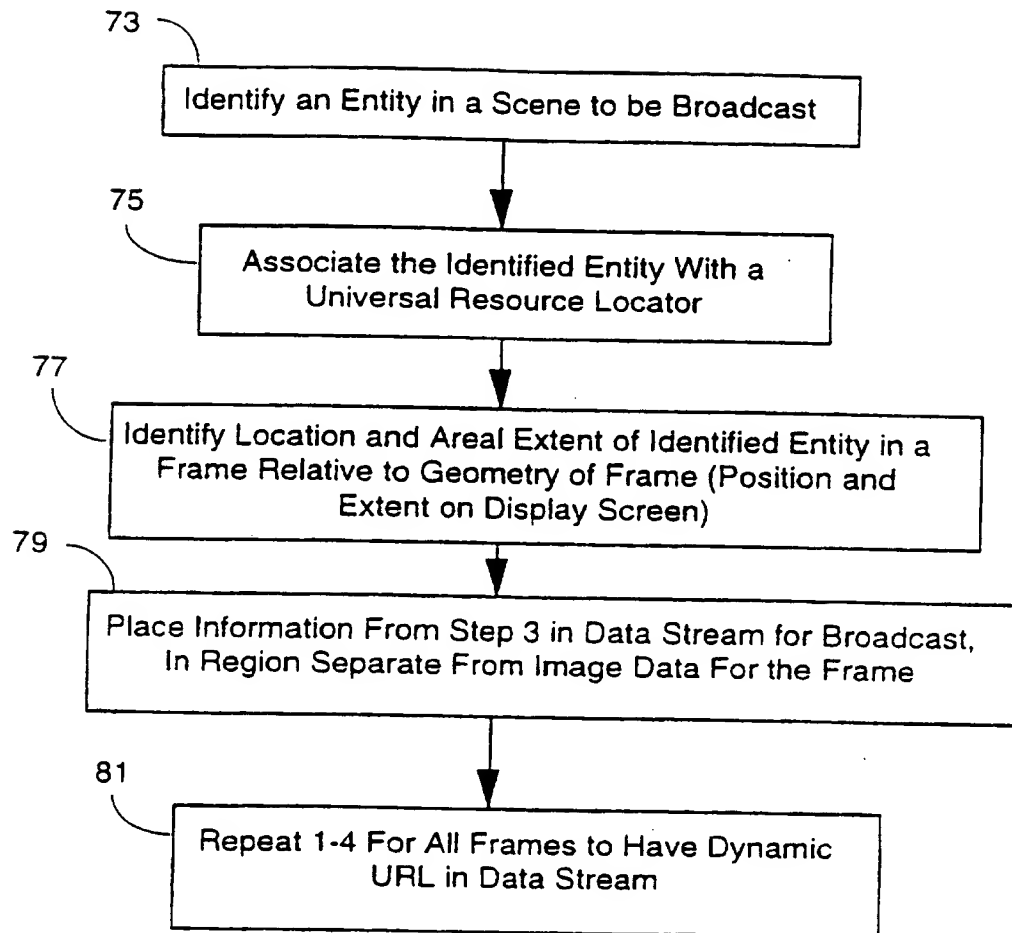 73
Identify an Entity in a Scene to be Broadcast.
75
Associate the Identified Entity With a
Universal Resource Locator
77
Identify Location and Areal Extent of Identified Entity in a
Frame Relative to Geometry of Frame (Position and
Extent on Display Screen)
79
Place Information From Step 3 in Data Stream for Broadcast,
In Region Separate From Image Data For the Frame
81
Repeat 1-4 For All Frames to Have Dynamic
URL in Data Stream